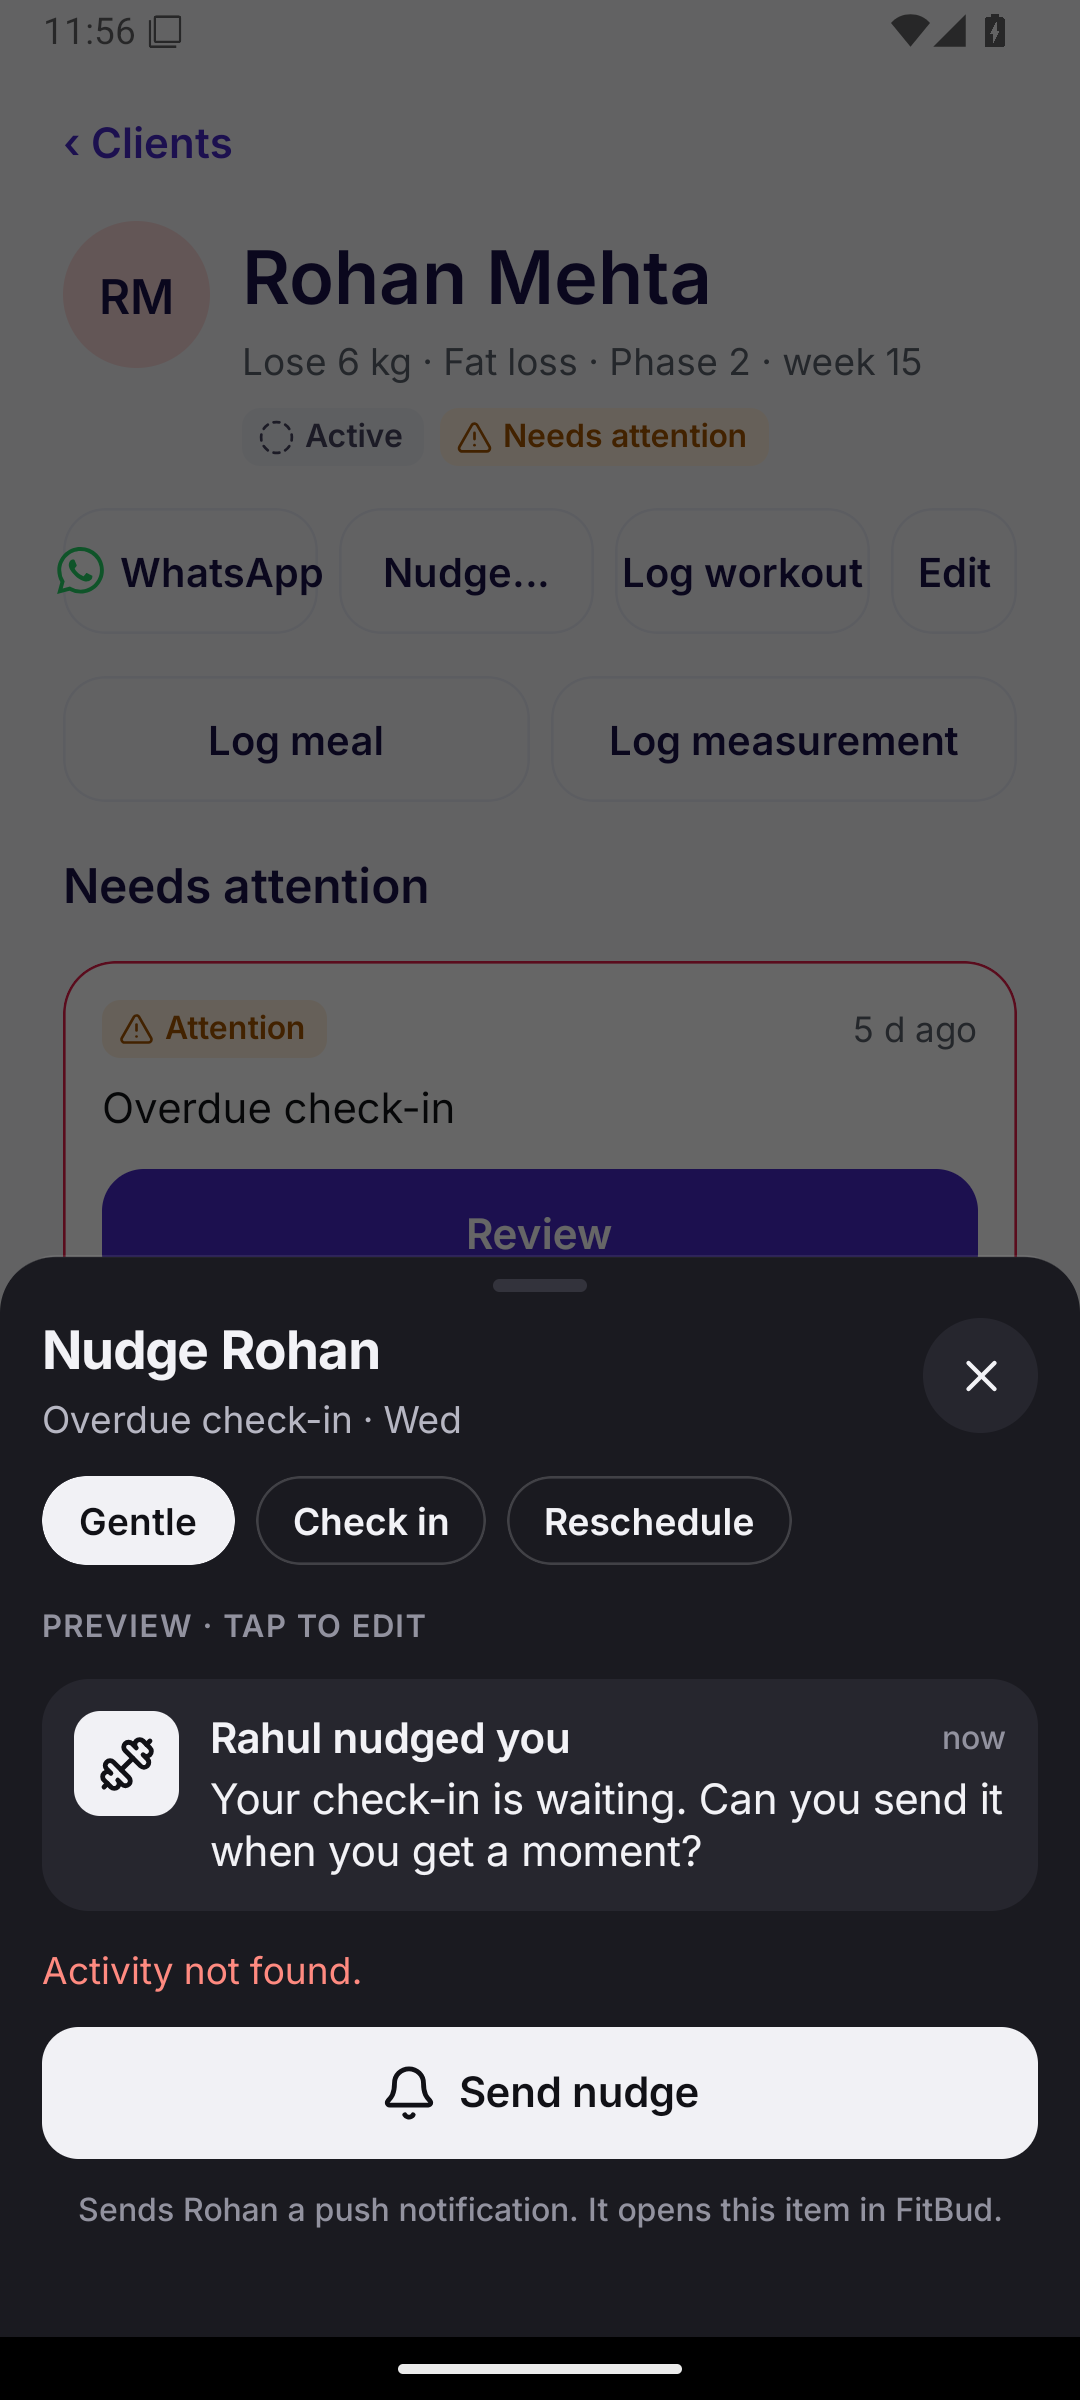 11:56
‹ Clients
RM
Rohan Mehta
Lose 6 kg · Fat loss · Phase 2 · week 15
Active
Needs attention
WhatsApp
Nudge...
Log workout
Edit
Log meal
Log measurement
Needs attention
Attention
5 d ago
Overdue check-in
Review
Nudge Rohan
Overdue check-in · Wed
Gentle
Check in
Reschedule
PREVIEW · TAP TO EDIT
Rahul nudged you
now
Your check-in is waiting. Can you send it
when you get a moment?
Activity not found.
Send nudge
Sends Rohan a push notification. It opens this item in FitBud.